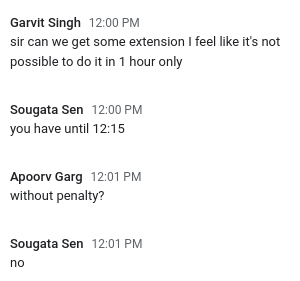 Garvit Singh 12:00 PM
sir can we get some extension I feel like it's not
possible to do it in 1 hour only
Sougata Sen 12:00 PM
you have until 12:15
Apoorv Garg 12:01 PM
without penalty?
Sougata Sen 12:01 PM
no